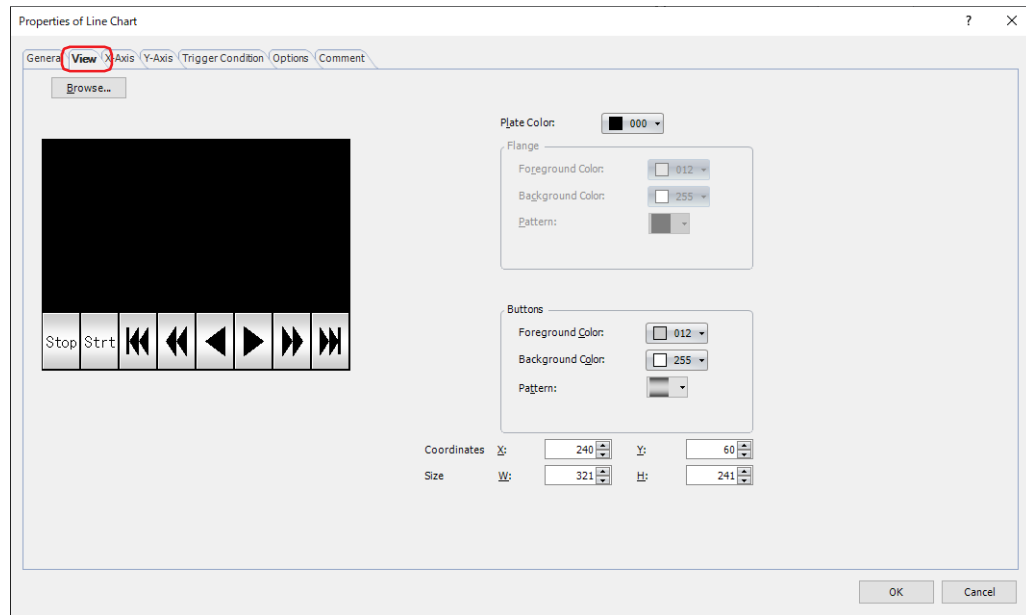 Properties of Line Chart ? ×
General View X-Axis Y-Axis Trigger Condition Options Comment
Browse...
Plate Color: 000
Flange
Foreground Color: 012
Background Color: 255
Pattern:
Stop Strt
Buttons
Foreground Color: 012
Background Color: 255
Pattern:
Coordinates X: 240 Y: 60
Size W: 321 H: 241
OK Cancel